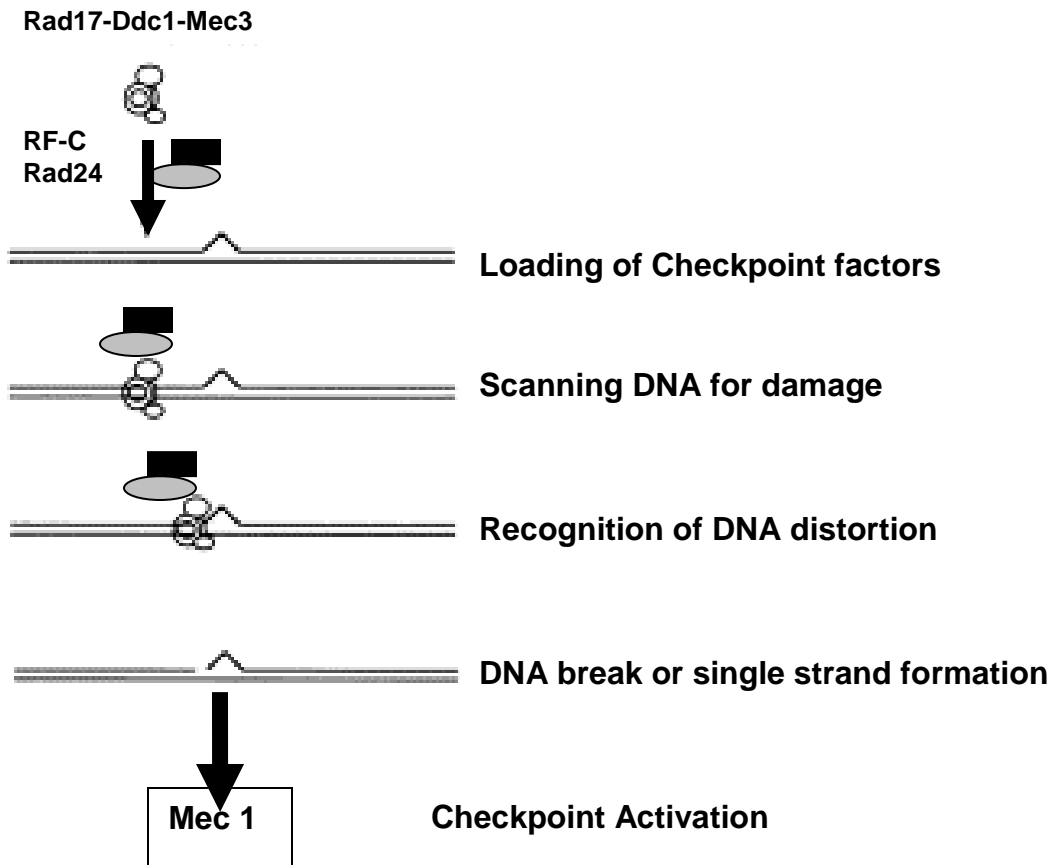 Rad17-Ddc1-Mec3
RF-C
Rad24
Loading of Checkpoint factors
Scanning DNA for damage
Recognition of DNA distortion
DNA break or single strand formation
Mec 1
Checkpoint Activation